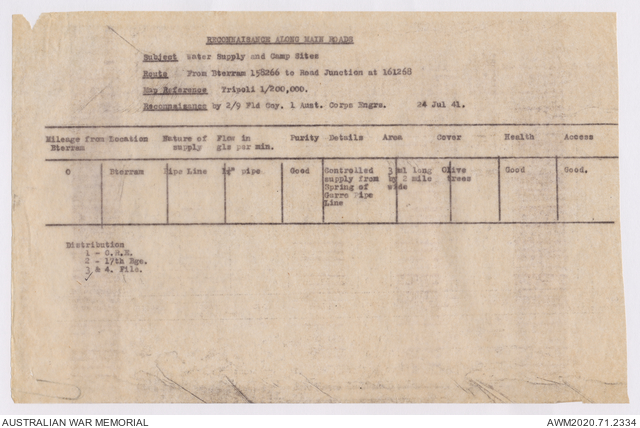 RECONNAISANCE ALONG MAIN ROADS
Subject Water Supply and Camp Sites
Route From Bterram 158266 to Road Junction at 161268
Map Reference Tripoli 1/200,000.
Reconnaisance by 2/9 Fld Coy. 1 Aust. Corps Engrs. 24 Jul 41.
Mileage from Bterram Location Nature of supply Flow in gls per min. Purity Details Area Cover Health Access
0 Bterram Pipe Line pipe Good Controlled supply from Spring of Garre Pipe Line 3 ml long by 2 mile wide Olive trees Good Good.
Distribution
1 - C.R.E.
2 - 17th Bge.
3 & 4. File.
AUSTRALIAN WAR MEMORIAL AWM2020.71.2334